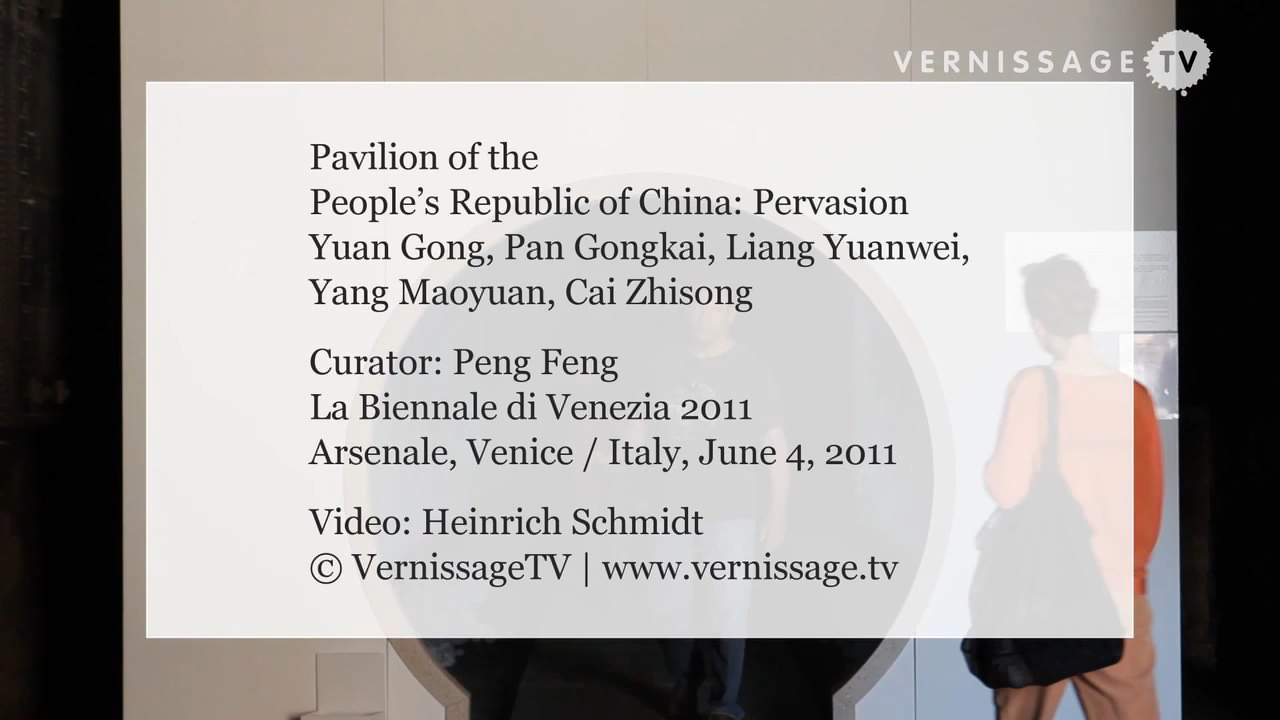 VERNISSAGE TV
Pavilion of the
People’s Republic of China: Pervasion
Yuan Gong, Pan Gongkai, Liang Yuanwei,
Yang Maoyuan, Cai Zhisong
Curator: Peng Feng
La Biennale di Venezia 2011
Arsenale, Venice / Italy, June 4, 2011
Video: Heinrich Schmidt
© VernissageTV | www.vernissage.tv